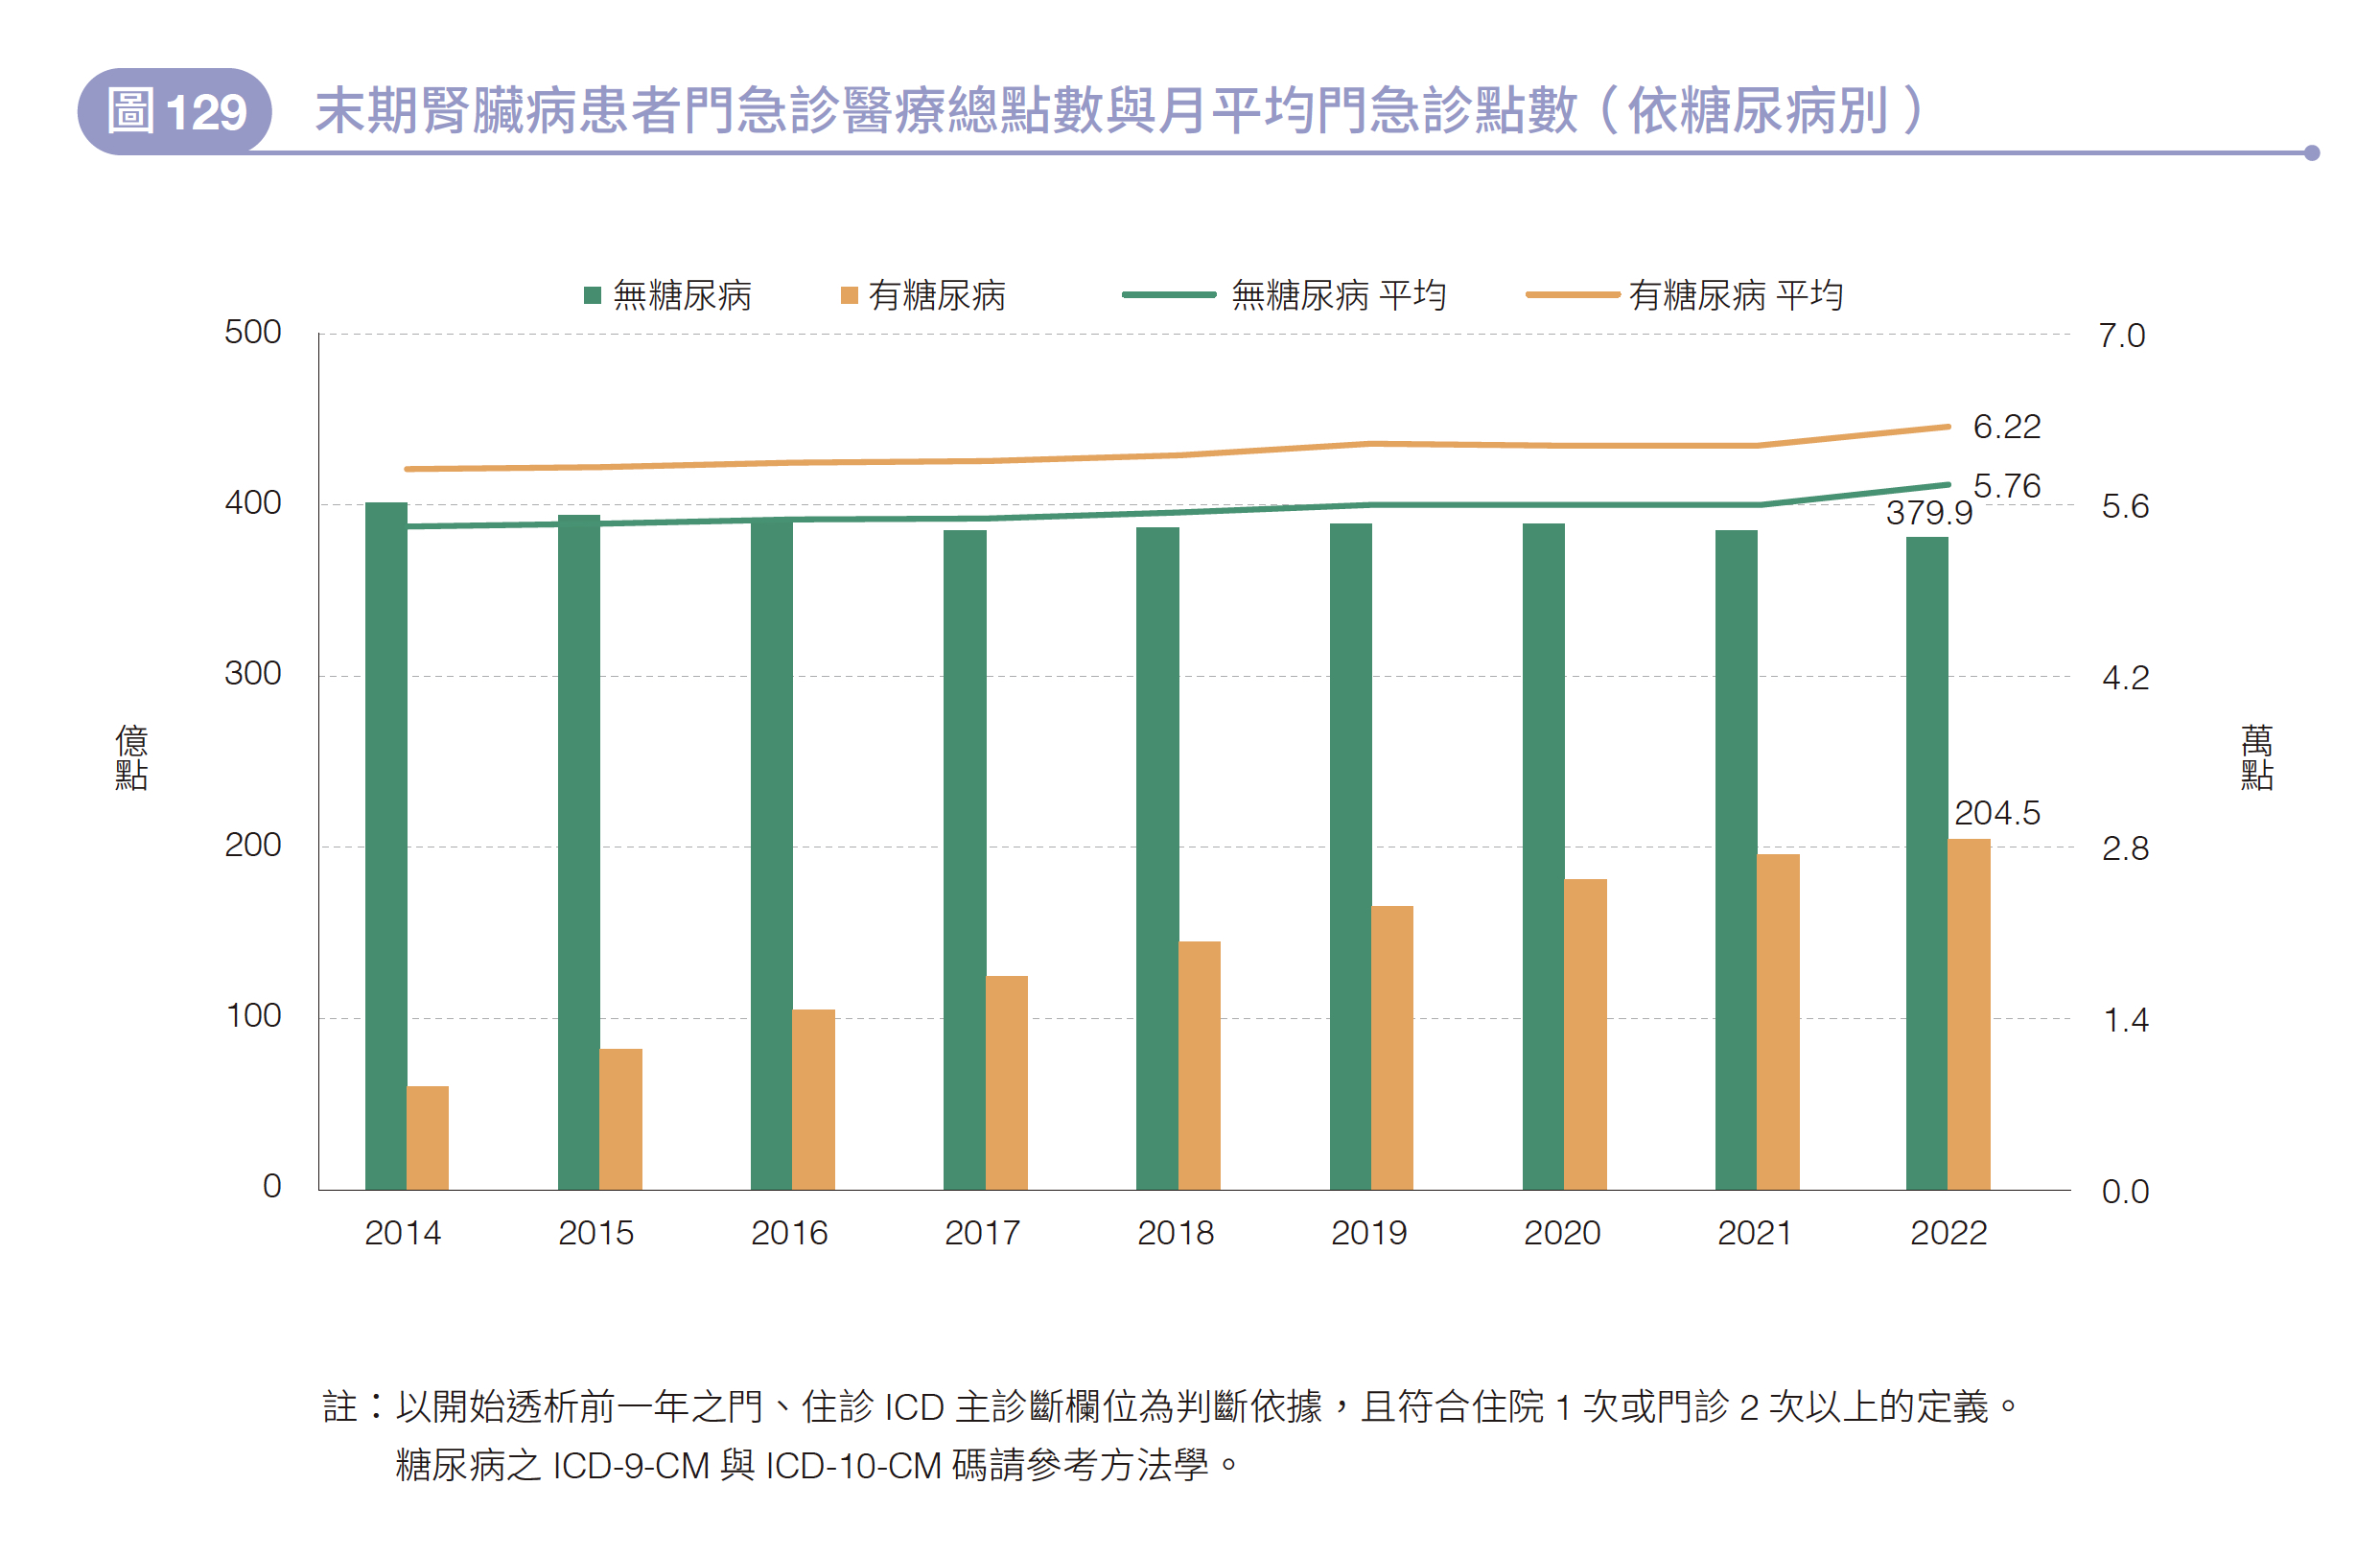 圖 129 末期腎臟病患者門急診醫療總點數與月平均門急診點數（依糖尿病別）
無糖尿病 有糖尿病 無糖尿病 平均 有糖尿病 平均
500
400
300
200
100
0
億點
7.0
5.6
4.2
2.8
1.4
0.0
萬點
6.22
5.76
379.9
204.5
2014 2015 2016 2017 2018 2019 2020 2021 2022
註：以開始透析前一年之門、住診 ICD 主診斷欄位為判斷依據，且符合住院 1 次或門診 2 次以上的定義。
糖尿病之 ICD-9-CM 與 ICD-10-CM 碼請參考方法學。